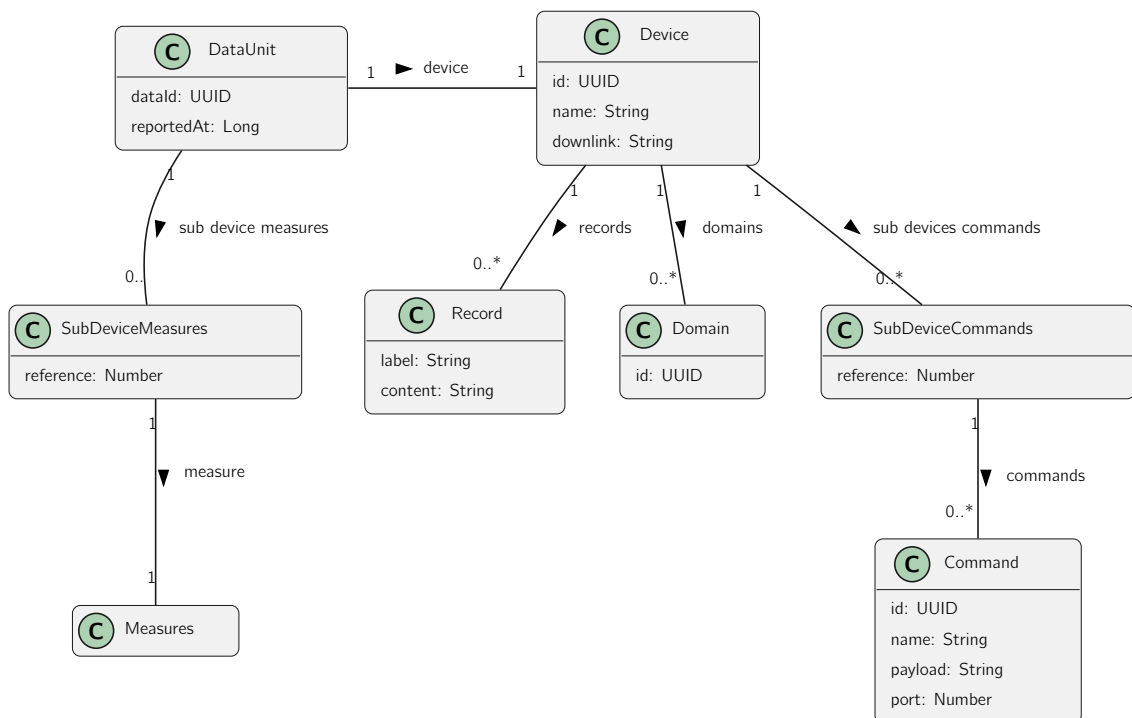 C DataUnit
dataId: UUID
reportedAt: Long
1 device 1
C Device
id: UUID
name: String
downlink: String
1
sub device measures
0..
1
records
0..*
1
domains
0..*
1
sub devices commands
0..*
C SubDeviceMeasures
reference: Number
C Record
label: String
content: String
C Domain
id: UUID
C SubDeviceCommands
reference: Number
1
measure
1
1
commands
0..*
C Measures
C Command
id: UUID
name: String
payload: String
port: Number